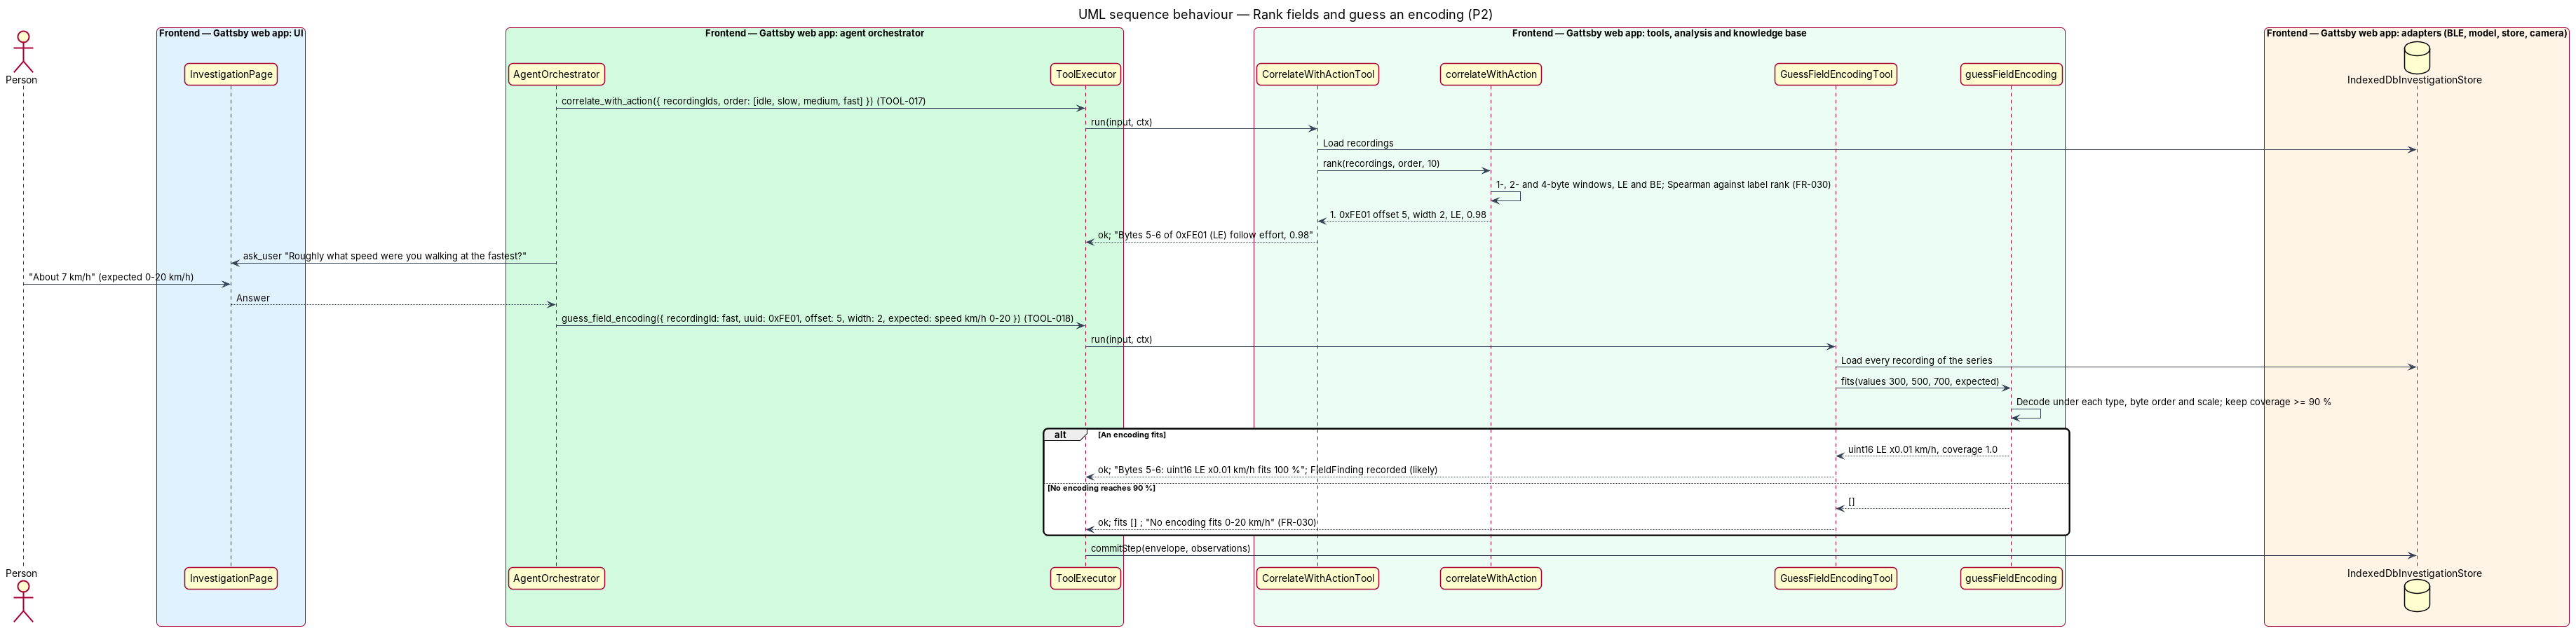 UML sequence behaviour — Rank fields and guess an encoding (P2)
Frontend — Gattsby web app: UI
Frontend — Gattsby web app: agent orchestrator
Frontend — Gattsby web app: tools, analysis and knowledge base
Frontend — Gattsby web app: adapters (BLE, model, store, camera)
Person
InvestigationPage
AgentOrchestrator
ToolExecutor
CorrelateWithActionTool
correlateWithAction
GuessFieldEncodingTool
guessFieldEncoding
IndexedDbInvestigationStore
correlate_with_action({ recordingIds, order: [idle, slow, medium, fast] }) (TOOL-017)
run(input, ctx)
Load recordings
rank(recordings, order, 10)
1-, 2- and 4-byte windows, LE and BE; Spearman against label rank (FR-030)
1. 0xFE01 offset 5, width 2, LE, 0.98
ok; "Bytes 5-6 of 0xFE01 (LE) follow effort, 0.98"
ask_user "Roughly what speed were you walking at the fastest?"
"About 7 km/h" (expected 0-20 km/h)
Answer
guess_field_encoding({ recordingId: fast, uuid: 0xFE01, offset: 5, width: 2, expected: speed km/h 0-20 }) (TOOL-018)
run(input, ctx)
Load every recording of the series
fits(values 300, 500, 700, expected)
Decode under each type, byte order and scale; keep coverage >= 90 %
alt
[An encoding fits]
uint16 LE x0.01 km/h, coverage 1.0
ok; "Bytes 5-6: uint16 LE x0.01 km/h fits 100 %"; FieldFinding recorded (likely)
[No encoding reaches 90 %]
[]
ok; fits [] ; "No encoding fits 0-20 km/h" (FR-030)
commitStep(envelope, observations)
Person
InvestigationPage
AgentOrchestrator
ToolExecutor
CorrelateWithActionTool
correlateWithAction
GuessFieldEncodingTool
guessFieldEncoding
IndexedDbInvestigationStore